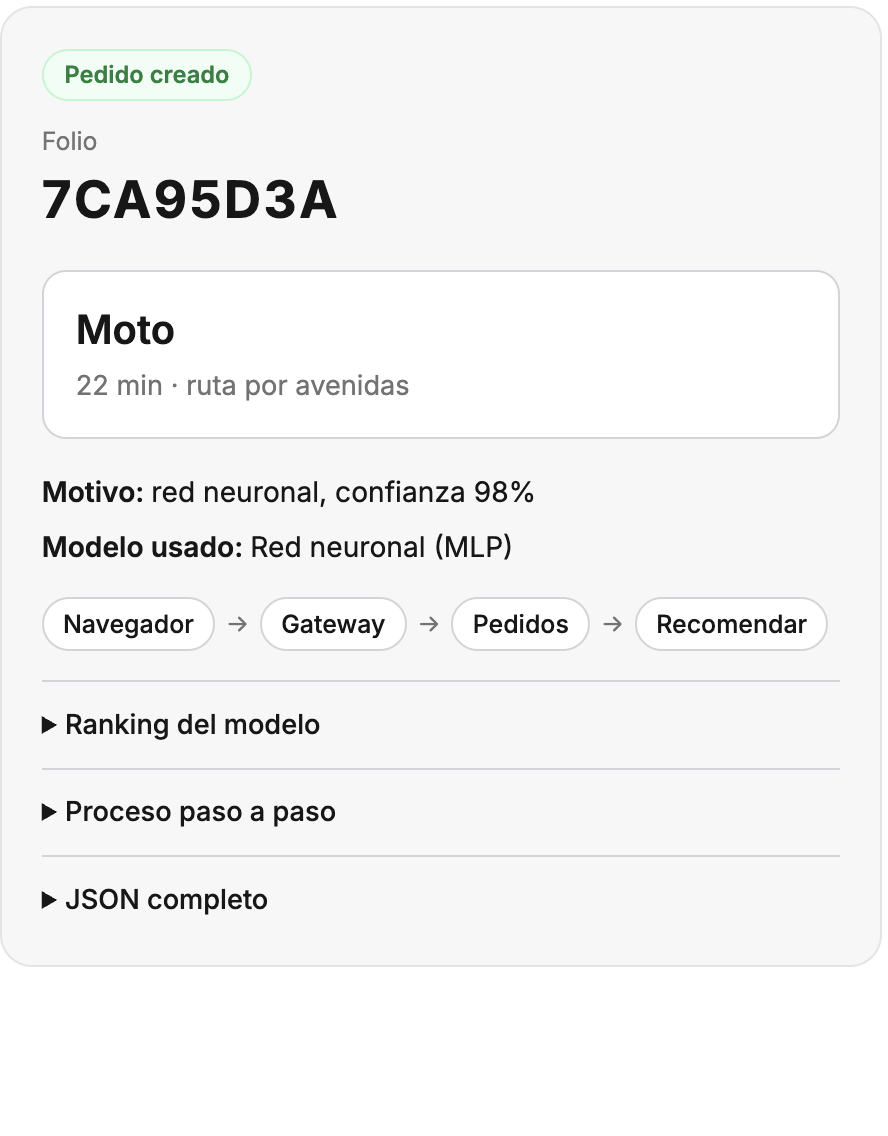 Pedido creado
Folio
7CA95D3A
Moto
22 min · ruta por avenidas
Motivo: red neuronal, confianza 98%
Modelo usado: Red neuronal (MLP)
Navegador → Gateway → Pedidos → Recomendar
▶ Ranking del modelo
▶ Proceso paso a paso
▶ JSON completo